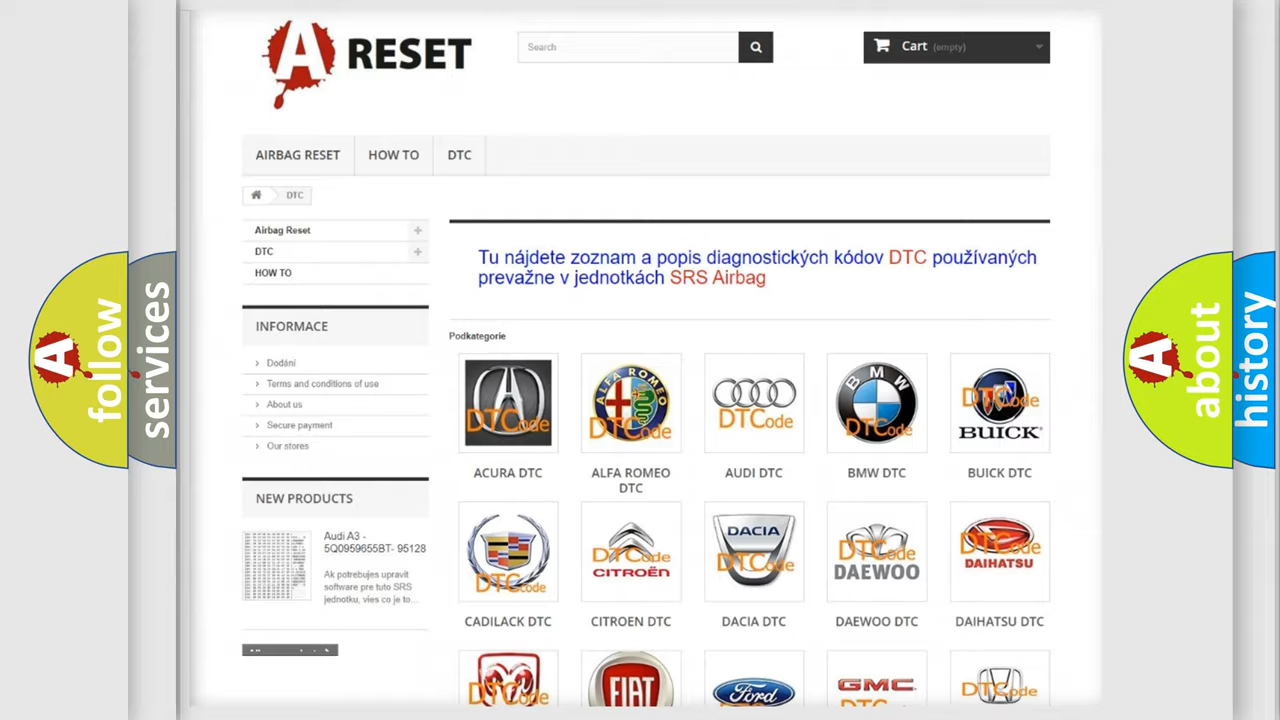 A RESET
Search
Cart (empty)
AIRBAG RESET
HOW TO
DTC
DTC
Airbag Reset
DTC
HOW TO
INFORMACE
Dodání
Terms and conditions of use
About us
Secure payment
Our stores
NEW PRODUCTS
Audi A3 -
5Q0959655BT- 95128
Ak potrebujes upravit
software pre tuto SRS
jednotku, vies co je to...
Tu nájdete zoznam a popis diagnostických kódov DTC používaných
prevažne v jednotkách SRS Airbag
Podkategorie
DTCode
ALFA ROMEO
DTCode
DTCode
BMW
DTCode
DTCode
BUICK
ACURA DTC
ALFA ROMEO
DTC
AUDI DTC
BMW DTC
BUICK DTC
DTCode
DTCode
CITROËN
DACIA
DTCode
DTCode
DAEWOO
DTCode
DAIHATSU
CADILACK DTC
CITROEN DTC
DACIA DTC
DAEWOO DTC
DAIHATSU DTC
DTCode
FIAT
Ford
GMC
DTCode
A follow
services
A about
history